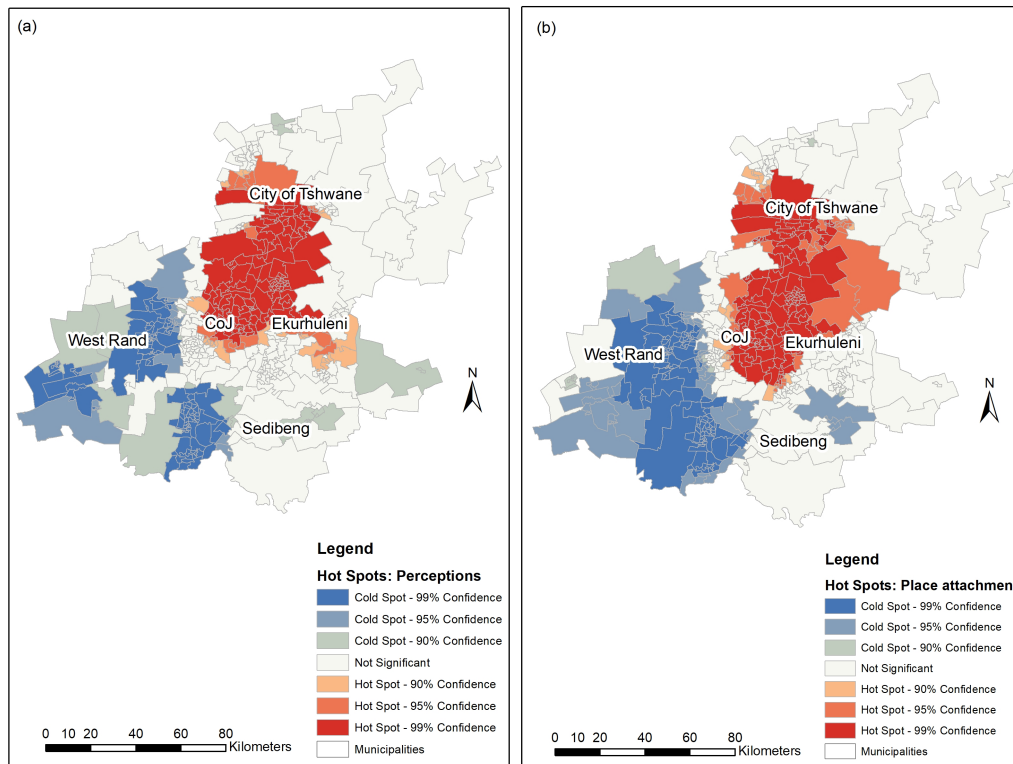 (a)
City of Tshwane
CoJ
Ekurhuleni
West Rand
N
Sedibeng
Legend
Hot Spots: Perceptions
Cold Spot - 99% Confidence
Cold Spot - 95% Confidence
Cold Spot - 90% Confidence
Not Significant
Hot Spot - 90% Confidence
Hot Spot - 95% Confidence
Hot Spot - 99% Confidence
Municipalities
0 10 20 40 60 80
Kilometers
(b)
City of Tshwane
CoJ
Ekurhuleni
West Rand
N
Sedibeng
Legend
Hot Spots: Place attachmen
Cold Spot - 99% Confidence
Cold Spot - 95% Confidence
Cold Spot - 90% Confidence
Not Significant
Hot Spot - 90% Confidence
Hot Spot - 95% Confidence
Hot Spot - 99% Confidence
Municipalities
0 10 20 40 60 80
Kilometers